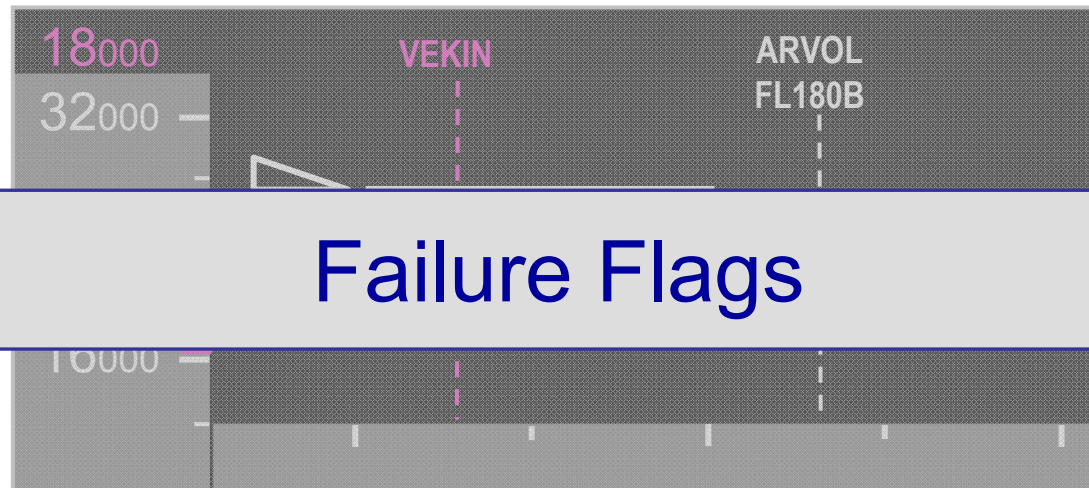 18000
VEKIN
ARVOL
FL180B
32000
Failure Flags
16000